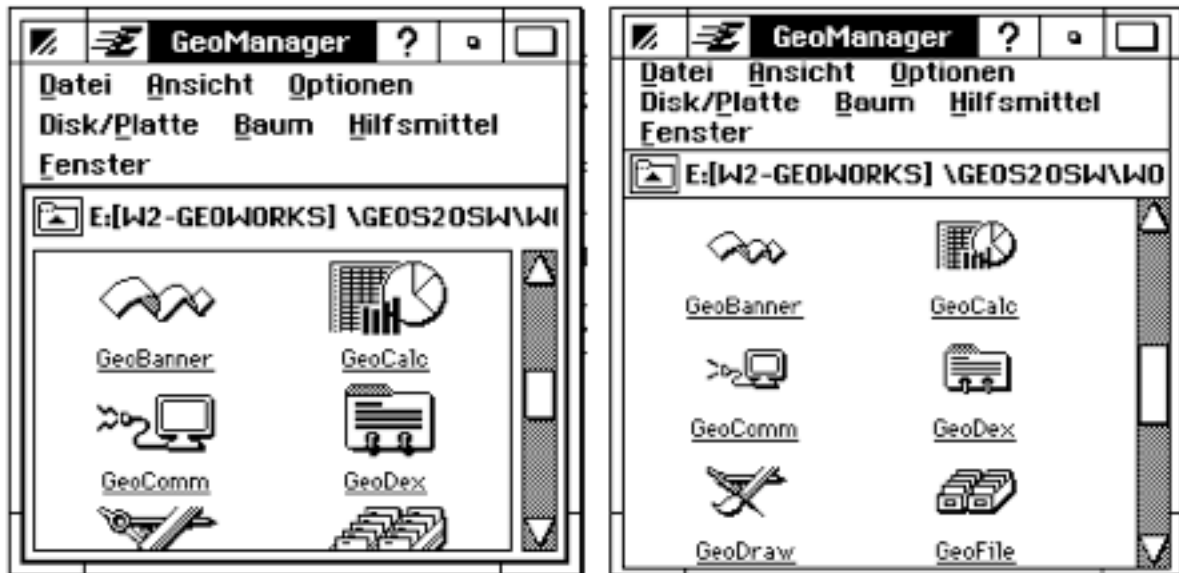 GeoManager ?
Datei Ansicht Optionen
Disk/Platte Baum Hilfsmittel
Fenster
E:[W2-GEOWORKS] \GEOS20SW\W
GeoBanner GeoCalc
GeoComm GeoDex
GeoManager ?
Datei Ansicht Optionen
Disk/Platte Baum Hilfsmittel
Fenster
E:[W2-GEOWORKS] \GEOS20SW\WO
GeoBanner GeoCalc
GeoComm GeoDex
GeoDraw GeoFile